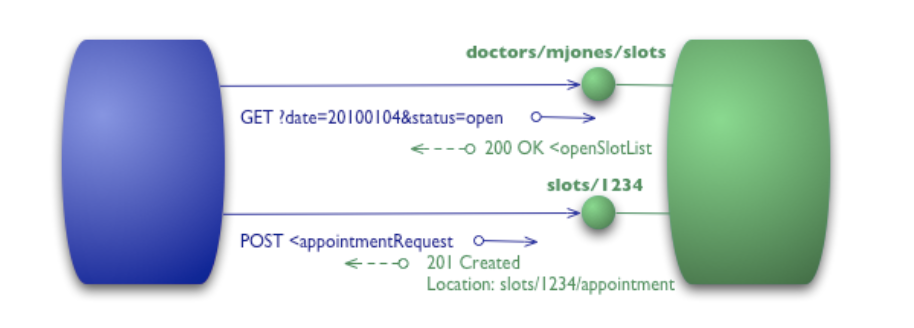 doctors/mjones/slots
GET ?date=20100104&status=open
200 OK <openSlotList
slots/1234
POST <appointmentRequest
201 Created
Location: slots/1234/appointment